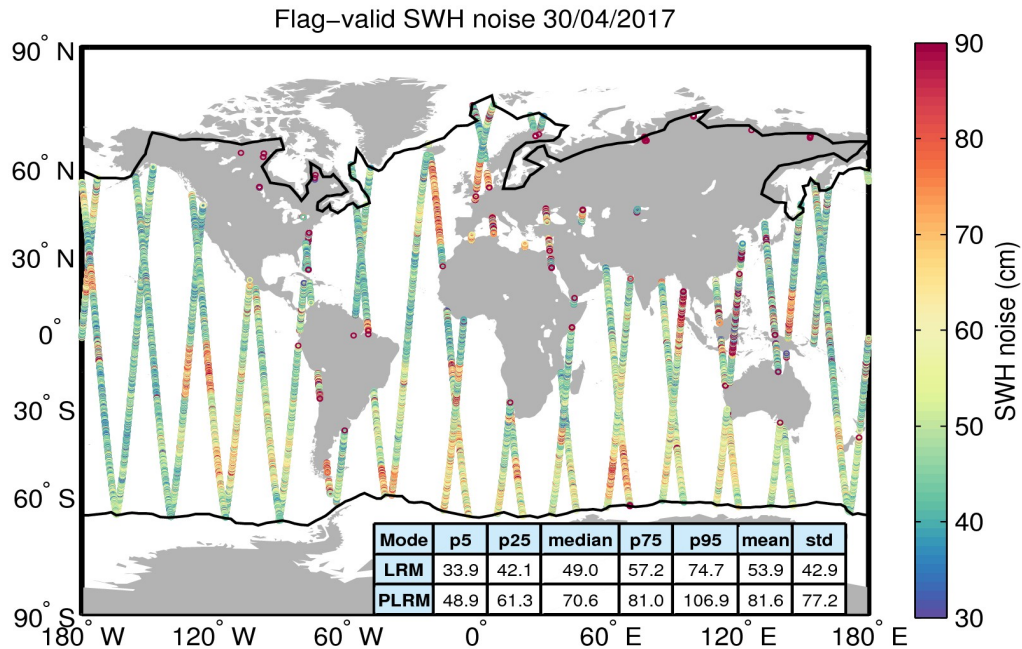 Flag−valid SWH noise 30/04/2017
90° N
60° N
30° N
0°
30° S
60° S
90° S
180° W
120° W
60° W
0°
60° E
120° E
180° E
Mode p5 p25 median p75 p95 mean std
LRM 33.9 42.1 49.0 57.2 74.7 53.9 42.9
PLRM 48.9 61.3 70.6 81.0 106.9 81.6 77.2
90
80
70
60
50
40
30
SWH noise (cm)